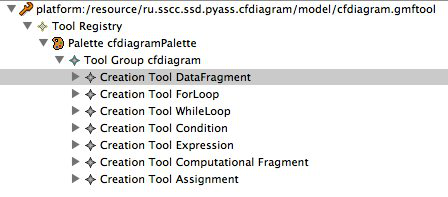 platform:/resource/ru.sscc.ssd.pyass.cfdiagram/model/cfdiagram.gmftool
Tool Registry
Palette cfdiagramPalette
Tool Group cfdiagram
Creation Tool DataFragment
Creation Tool ForLoop
Creation Tool WhileLoop
Creation Tool Condition
Creation Tool Expression
Creation Tool Computational Fragment
Creation Tool Assignment